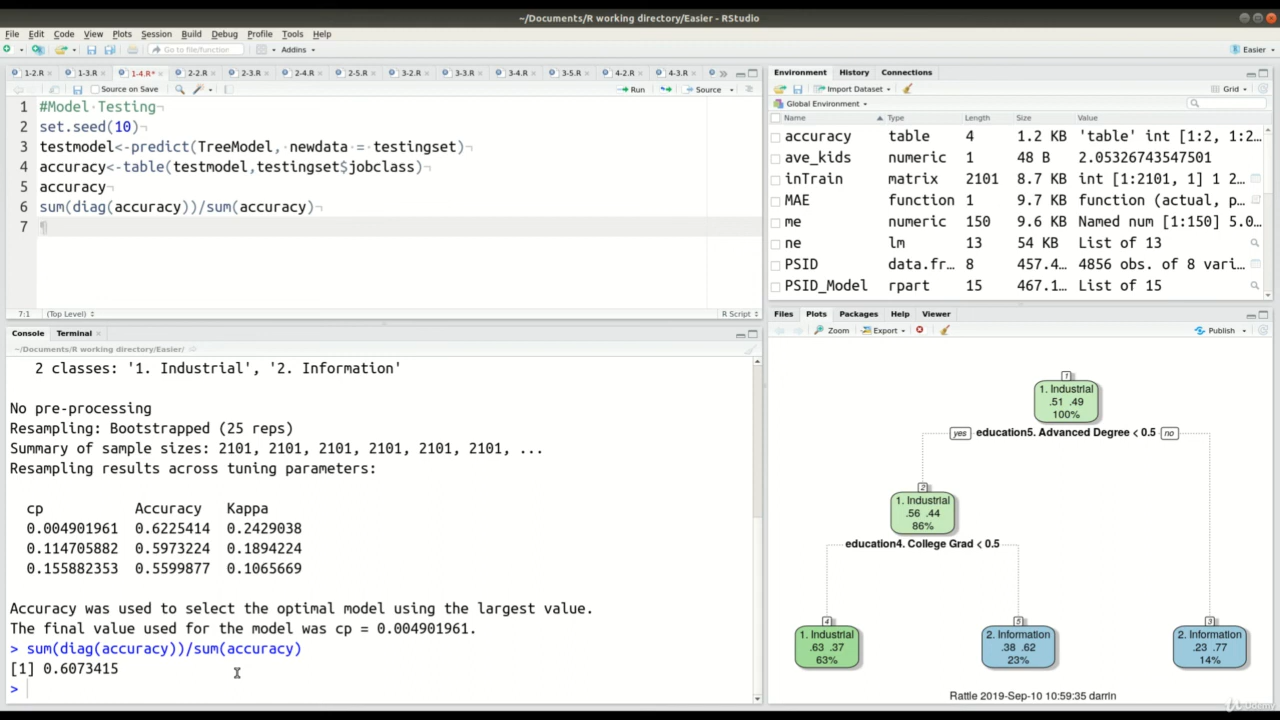 ~/Documents/R working directory/Easier - RStudio
File Edit Code View Plots Session Build Debug Profile Tools Help
Go to file/function Addins Easier
1-2.R 1-3.R 1-4.R* 2-2.R 2-3.R 2-4.R 2-5.R 3-2.R 3-3.R 3-4.R 3-5.R 4-2.R 4-3.R
Source on Save Run Source
1 #Model Testing
2 set.seed(10)
3 testmodel<-predict(TreeModel, newdata = testingset)
4 accuracy<-table(testmodel,testingset$jobclass)
5 accuracy
6 sum(diag(accuracy))/sum(accuracy)
7
7:1 (Top Level) R Script
Console Terminal
~/Documents/R working directory/Easier/
2 classes: '1. Industrial', '2. Information'
No pre-processing
Resampling: Bootstrapped (25 reps)
Summary of sample sizes: 2101, 2101, 2101, 2101, 2101, 2101, ...
Resampling results across tuning parameters:
cp Accuracy Kappa
0.004901961 0.6225414 0.2429038
0.114705882 0.5973224 0.1894224
0.155882353 0.5599877 0.1065669
Accuracy was used to select the optimal model using the largest value.
The final value used for the model was cp = 0.004901961.
> sum(diag(accuracy))/sum(accuracy)
[1] 0.6073415
>
Environment History Connections
Import Dataset Grid
Global Environment
Name Type Length Size Value
accuracy table 4 1.2 KB 'table' int [1:2, 1:2…
ave_kids numeric 1 48 B 2.05326743547501
inTrain matrix 2101 8.7 KB int [1:2101, 1] 1 2…
MAE function 1 9.7 KB function (actual, p…
me numeric 150 9.6 KB Named num [1:150] 5.0…
ne lm 13 54 KB List of 13
PSID data.fr… 8 457.4… 4856 obs. of 8 vari…
PSID_Model rpart 15 467.1… List of 15
Files Plots Packages Help Viewer
Zoom Export Publish
1
1. Industrial
.51 .49
100%
yes education5. Advanced Degree < 0.5 no
2
1. Industrial
.56 .44
86%
education4. College Grad < 0.5
4 5 3
1. Industrial 2. Information 2. Information
.63 .37 .38 .62 .23 .77
63% 23% 14%
Rattle 2019-Sep-10 10:59:35 darrin
Udemy